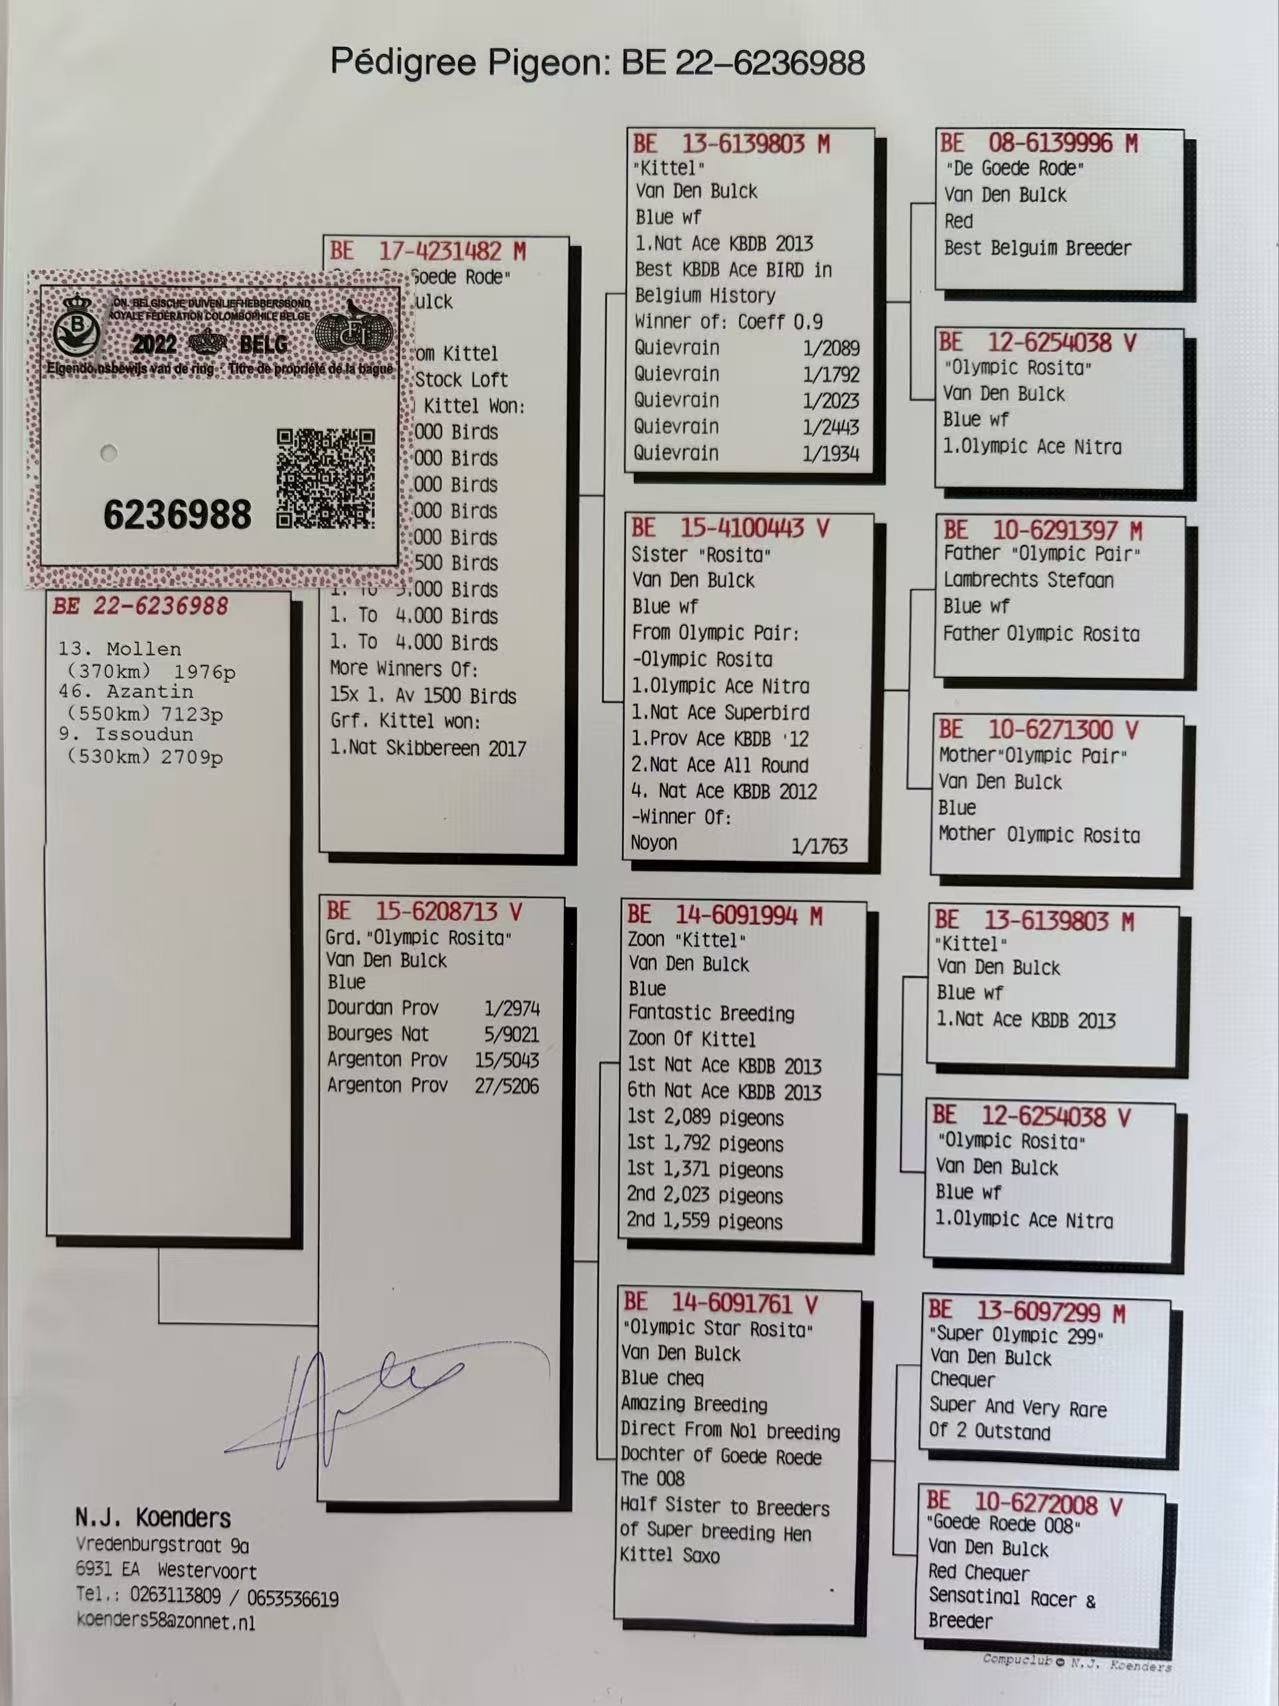 Pédigree Pigeon: BE 22-6236988
KON. BELGISCHE DUIVENLIEFHEBBERSBOND
ROYALE FÉDÉRATION COLOMBOPHILE BELGE
B
2022 BELG
FCI
Eigendomsbewijs van de ring - Titre de propriété de la bague
6236988
BE 22-6236988
13. Mollen
(370km) 1976p
46. Azantin
(550km) 7123p
9. Issoudun
(530km) 2709p
BE 17-4231482 M
Goede Rode"
ulck
om Kittel
Stock Loft
Kittel Won:
000 Birds
000 Birds
000 Birds
000 Birds
000 Birds
500 Birds
1. To 5.000 Birds
1. To 4.000 Birds
1. To 4.000 Birds
More Winners Of:
15x 1. Av 1500 Birds
Grf. Kittel won:
1.Nat Skibbereen 2017
BE 15-6208713 V
Grd. "Olympic Rosita"
Van Den Bulck
Blue
Dourdan Prov 1/2974
Bourges Nat 5/9021
Argenton Prov 15/5043
Argenton Prov 27/5206
BE 13-6139803 M
"Kittel"
Van Den Bulck
Blue wf
1.Nat Ace KBDB 2013
Best KBDB Ace BIRD in
Belgium History
Winner of: Coeff 0.9
Quievrain 1/2089
Quievrain 1/1792
Quievrain 1/2023
Quievrain 1/2443
Quievrain 1/1934
BE 15-4100443 V
Sister "Rosita"
Van Den Bulck
Blue wf
From Olympic Pair:
-Olympic Rosita
1.Olympic Ace Nitra
1.Nat Ace Superbird
1.Prov Ace KBDB '12
2.Nat Ace All Round
4. Nat Ace KBDB 2012
-Winner Of:
Noyon 1/1763
BE 14-6091994 M
Zoon "Kittel"
Van Den Bulck
Blue
Fantastic Breeding
Zoon Of Kittel
1st Nat Ace KBDB 2013
6th Nat Ace KBDB 2013
1st 2,089 pigeons
1st 1,792 pigeons
1st 1,371 pigeons
2nd 2,023 pigeons
2nd 1,559 pigeons
BE 14-6091761 V
"Olympic Star Rosita"
Van Den Bulck
Blue cheq
Amazing Breeding
Direct From No1 breeding
Dochter of Goede Roede
The 008
Half Sister to Breeders
of Super breeding Hen
Kittel Saxo
BE 08-6139996 M
"De Goede Rode"
Van Den Bulck
Red
Best Belguim Breeder
BE 12-6254038 V
"Olympic Rosita"
Van Den Bulck
Blue wf
1.Olympic Ace Nitra
BE 10-6291397 M
Father "Olympic Pair"
Lambrechts Stefaan
Blue wf
Father Olympic Rosita
BE 10-6271300 V
Mother"Olympic Pair"
Van Den Bulck
Blue
Mother Olympic Rosita
BE 13-6139803 M
"Kittel"
Van Den Bulck
Blue wf
1.Nat Ace KBDB 2013
BE 12-6254038 V
"Olympic Rosita"
Van Den Bulck
Blue wf
1.Olympic Ace Nitra
BE 13-6097299 M
"Super Olympic 299"
Van Den Bulck
Chequer
Super And Very Rare
Of 2 Outstand
BE 10-6272008 V
"Goede Roede 008"
Van Den Bulck
Red Chequer
Sensatinal Racer &
Breeder
N.J. Koenders
Vredenburgstraat 9a
6931 EA Westervoort
Tel.: 0263113809 / 0653536619
koenders58@zonnet.nl
Compuclub © N.J. Koenders